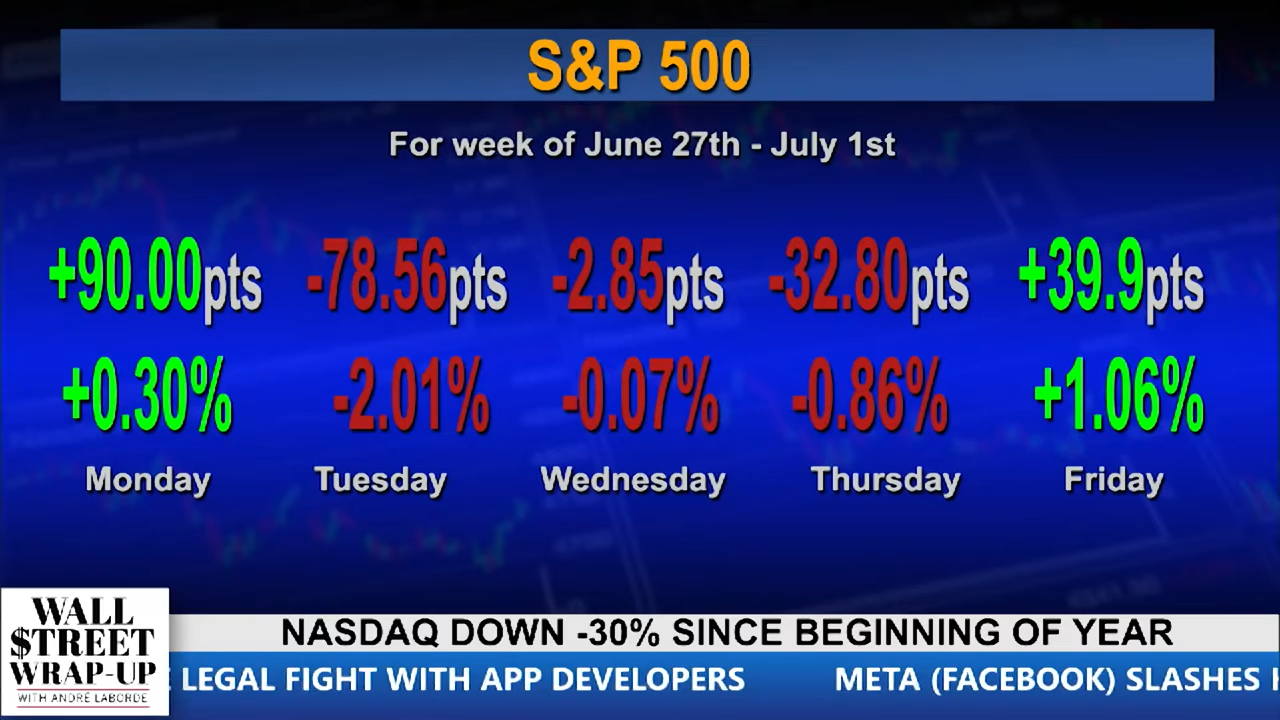 S&P 500
For week of June 27th - July 1st
+90.00pts -78.56pts -2.85pts -32.80pts +39.9pts
+0.30% -2.01% -0.07% -0.86% +1.06%
Monday Tuesday Wednesday Thursday Friday
WALL
$TREET
WRAP-UP
WITH ANDRÉ LABORDE
NASDAQ DOWN -30% SINCE BEGINNING OF YEAR
LEGAL FIGHT WITH APP DEVELOPERS META (FACEBOOK) SLASHES